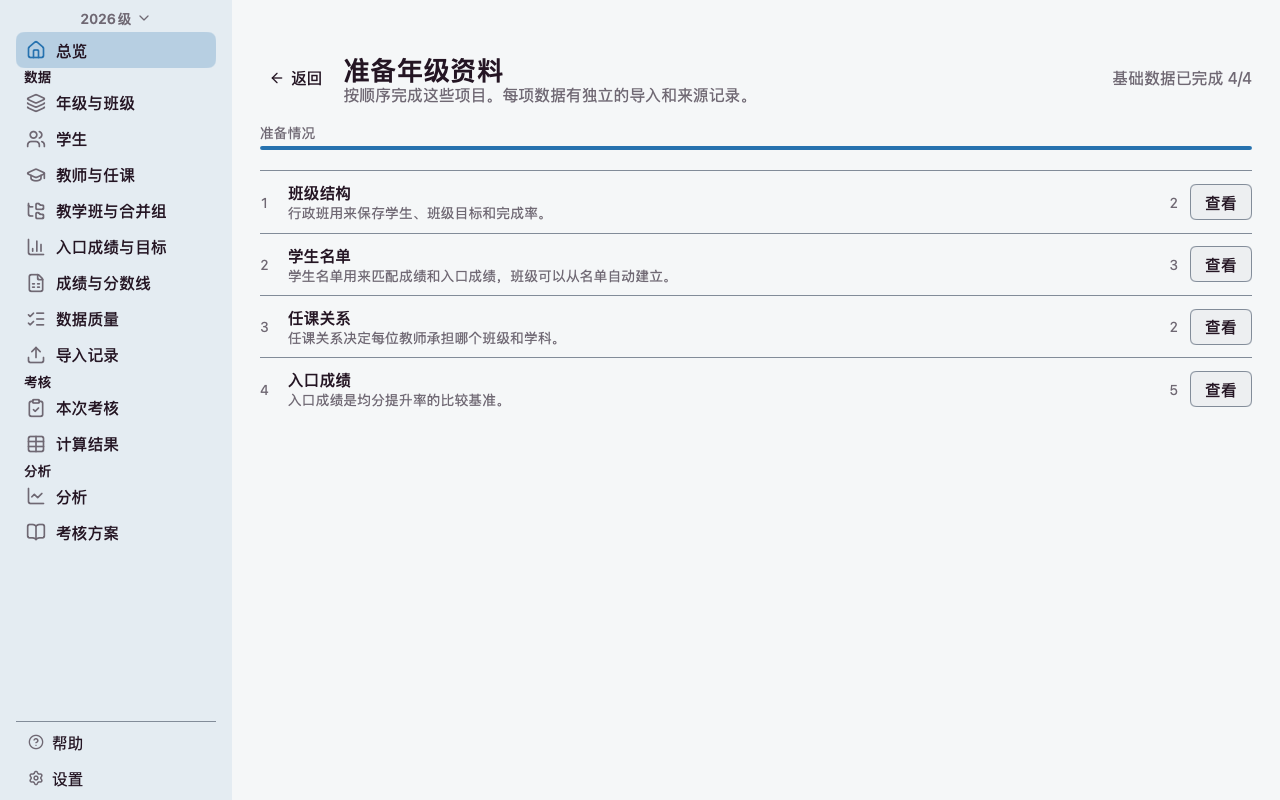 2026级
总览
数据
年级与班级
学生
教师与任课
教学班与合并组
入口成绩与目标
成绩与分数线
数据质量
导入记录
考核
本次考核
计算结果
分析
分析
考核方案
帮助
设置
返回
准备年级资料
按顺序完成这些项目。每项数据有独立的导入和来源记录。
基础数据已完成 4/4
准备情况
1 班级结构 2 查看
行政班用来保存学生、班级目标和完成率。
2 学生名单 3 查看
学生名单用来匹配成绩和入口成绩，班级可以从名单自动建立。
3 任课关系 2 查看
任课关系决定每位教师承担哪个班级和学科。
4 入口成绩 5 查看
入口成绩是均分提升率的比较基准。